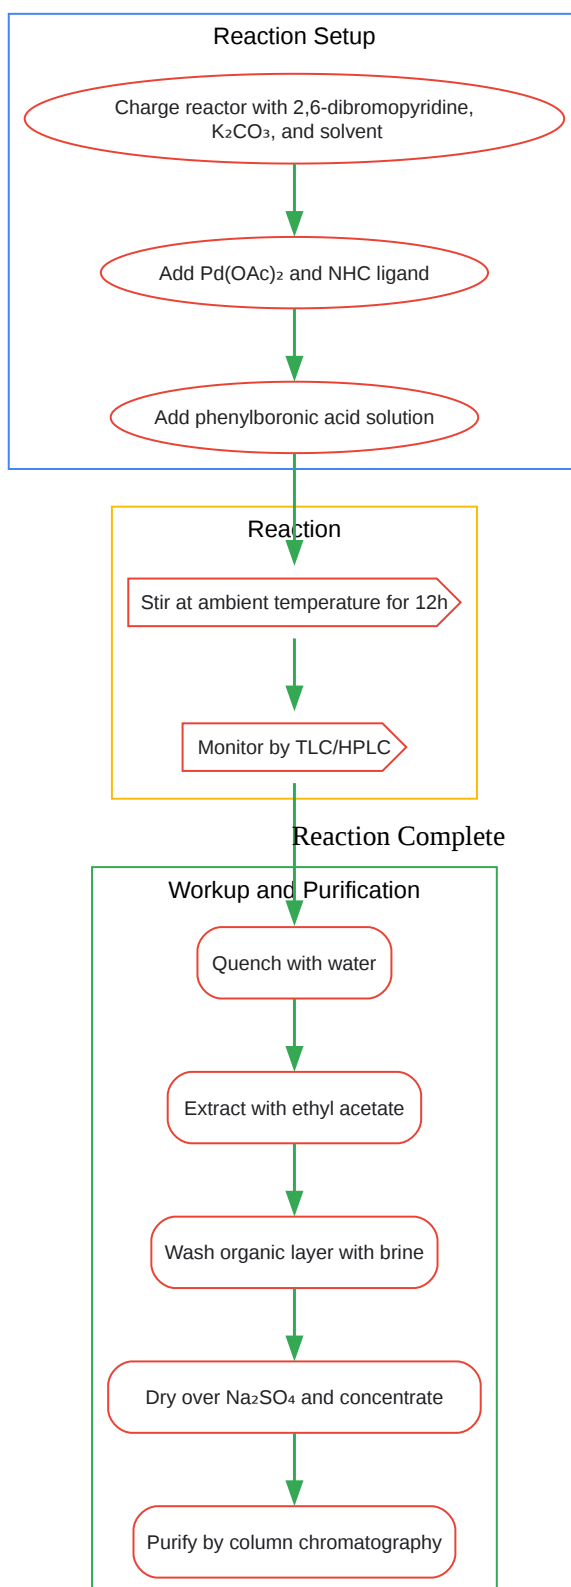 Reaction Setup
Charge reactor with 2,6-dibromopyridine,
K₂CO₃, and solvent
Add Pd(OAc)₂ and NHC ligand
Add phenylboronic acid solution
Reaction
Stir at ambient temperature for 12h
Monitor by TLC/HPLC
Reaction Complete
Workup and Purification
Quench with water
Extract with ethyl acetate
Wash organic layer with brine
Dry over Na₂SO₄ and concentrate
Purify by column chromatography